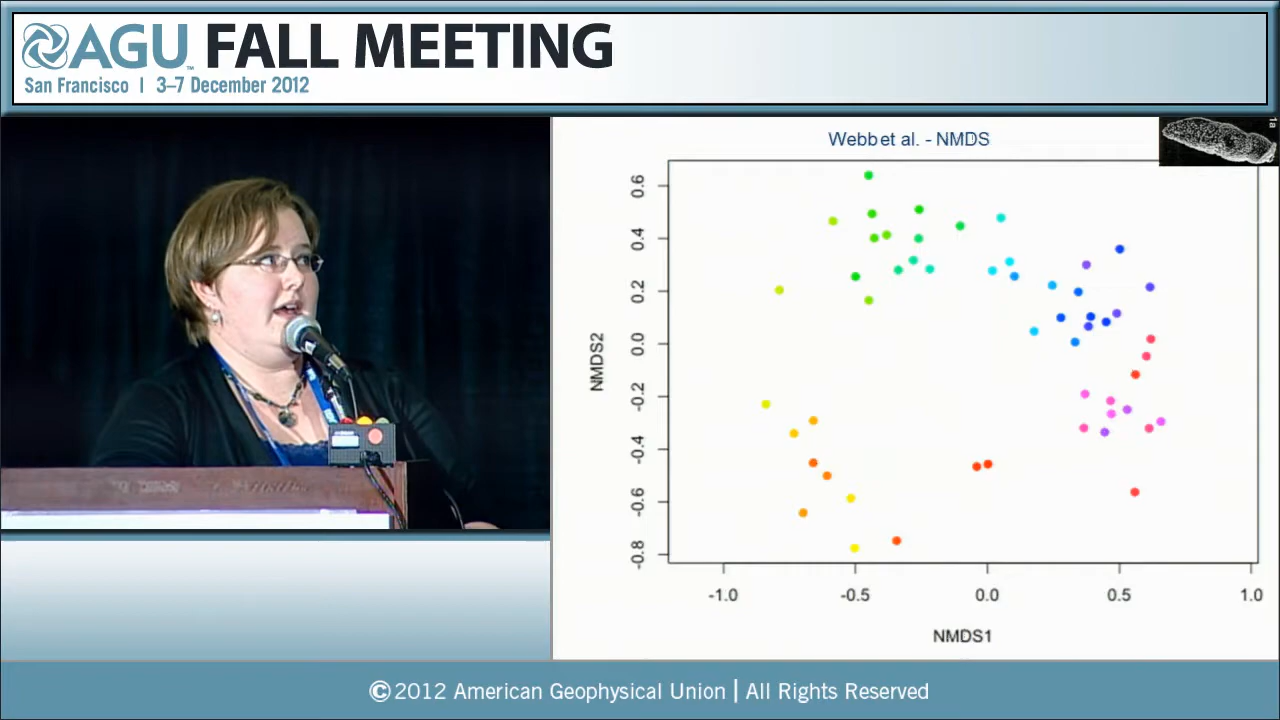 AGU™ FALL MEETING
San Francisco | 3–7 December 2012
Webb et al. - NMDS
1a
0.6
0.4
0.2
0.0
-0.2
-0.4
-0.6
-0.8
NMDS2
-1.0 -0.5 0.0 0.5 1.0
NMDS1
©2012 American Geophysical Union | All Rights Reserved